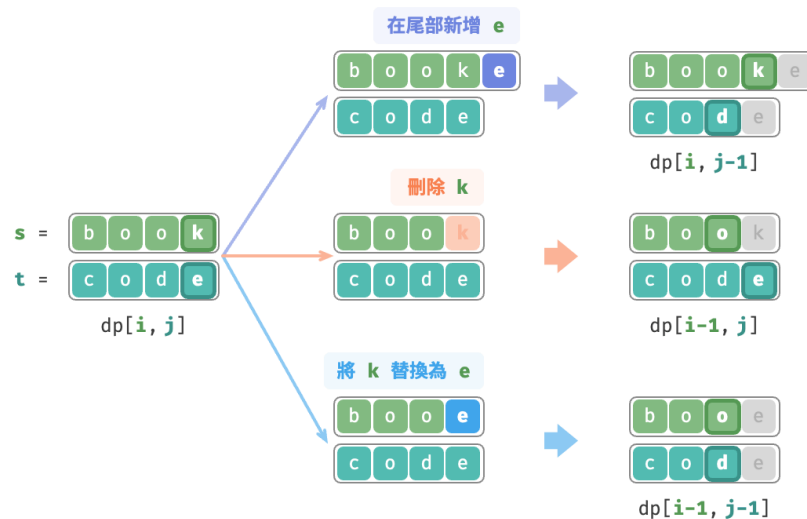 在尾部新增 e
b o o k e
c o d e
b o o k e
c o d e
dp[i, j-1]
刪除 k
s = b o o k
t = c o d e
dp[i, j]
b o o k
c o d e
b o o k
c o d e
dp[i-1, j]
將 k 替換為 e
b o o e
c o d e
b o o e
c o d e
dp[i-1, j-1]